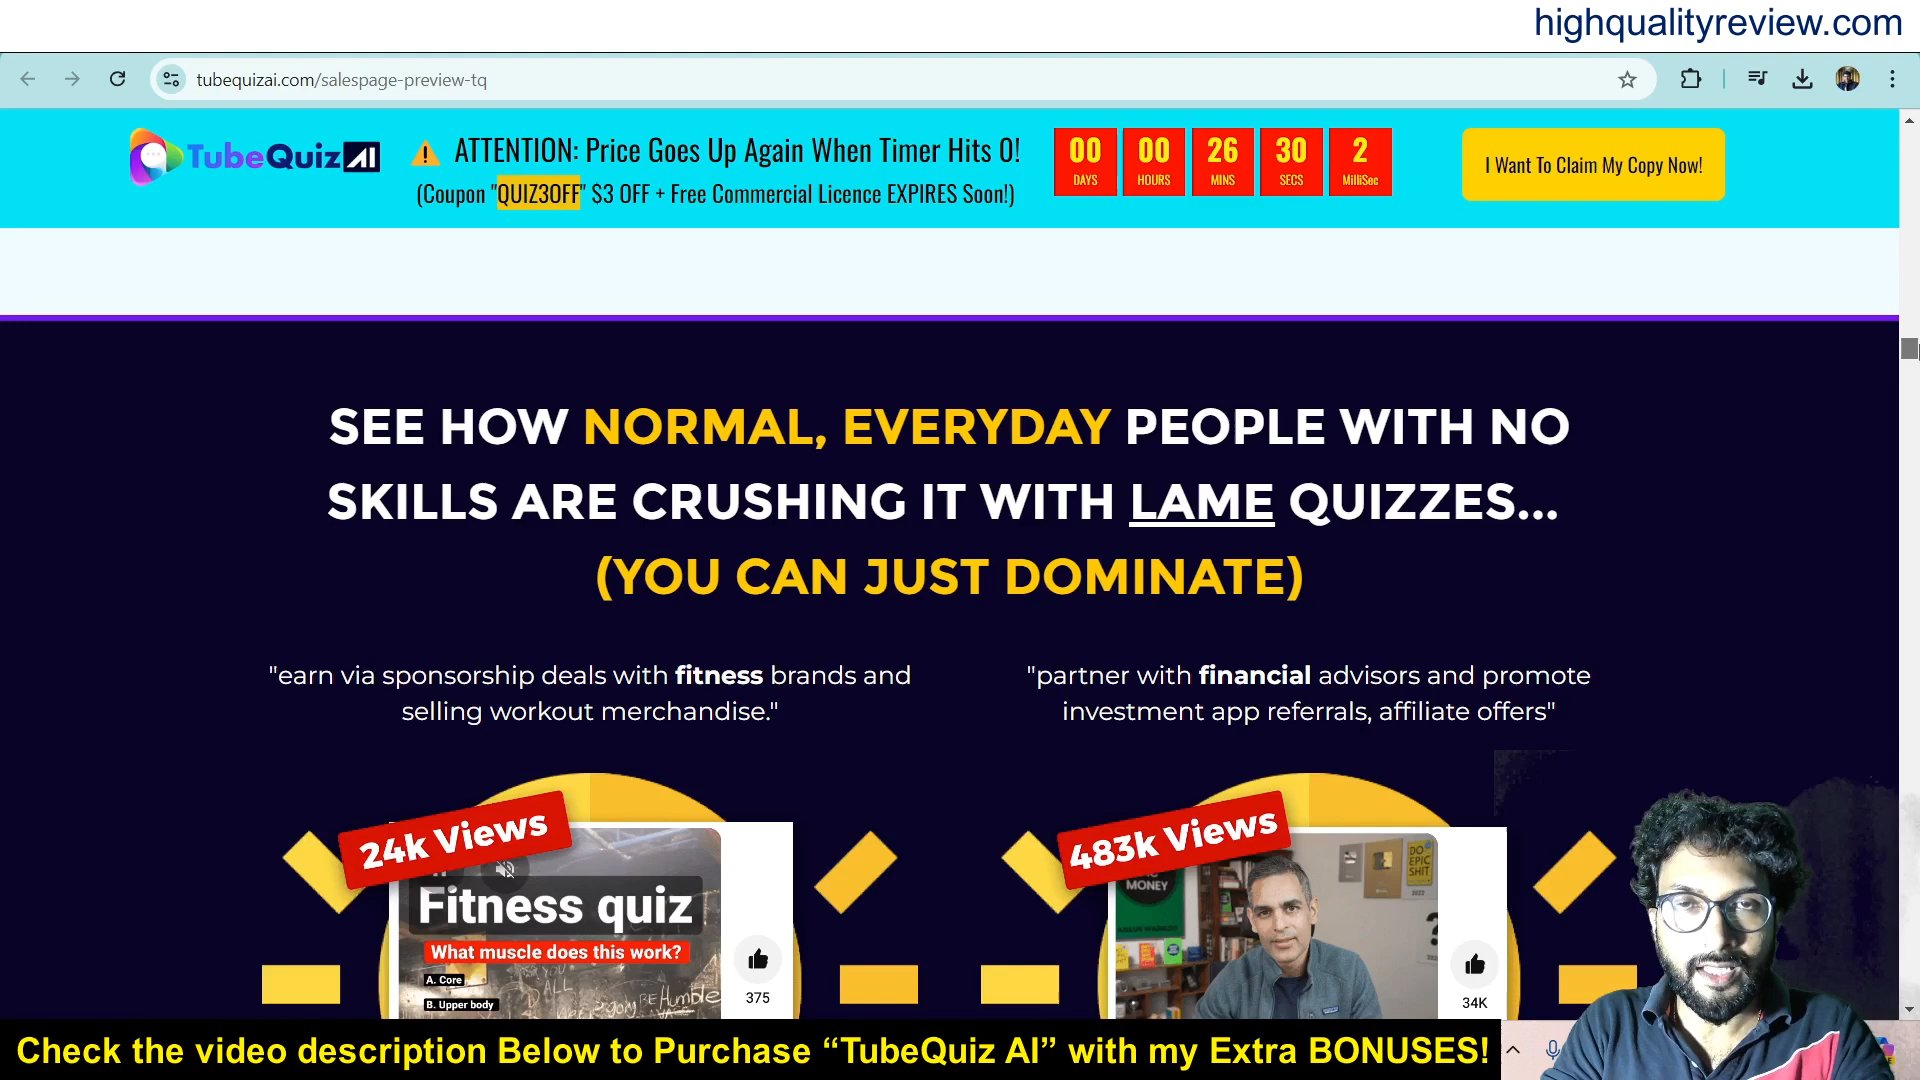 highqualityreview.com
tubequizai.com/salespage-preview-tq
TubeQuiz AI
ATTENTION: Price Goes Up Again When Timer Hits 0!
(Coupon "QUIZ3OFF" $3 OFF + Free Commercial Licence EXPIRES Soon!)
00 00 26 30 2
DAYS HOURS MINS SECS MilliSec
I Want To Claim My Copy Now!
SEE HOW NORMAL, EVERYDAY PEOPLE WITH NO
SKILLS ARE CRUSHING IT WITH LAME QUIZZES...
(YOU CAN JUST DOMINATE)
"earn via sponsorship deals with fitness brands and
selling workout merchandise."
"partner with financial advisors and promote
investment app referrals, affiliate offers"
24k Views
Fitness quiz
What muscle does this work?
A. Core
B. Upper body
375
483k Views
MONEY
DO
EPIC
SHIT
2022
34K
Check the video description Below to Purchase “TubeQuiz AI” with my Extra BONUSES!